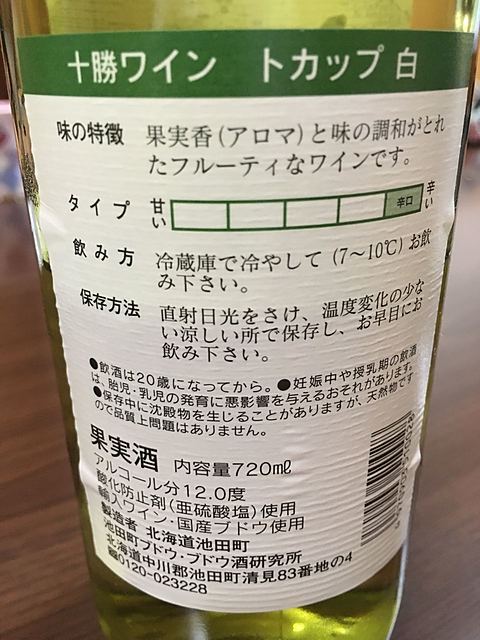 十勝ワイン トカップ 白
味の特徴 果実香(アロマ)と味の調和がとれ
たフルーティなワインです。
タイプ 甘い 辛口 辛い
飲み方 冷蔵庫で冷やして(7〜10℃)お飲
み下さい。
保存方法 直射日光をさけ、温度変化の少な
い涼しい所で保存し、お早目にお
飲み下さい。
●飲酒は20歳になってから。●妊娠中や授乳期の飲酒
は、胎児・乳児の発育に悪影響を与えるおそれがあります。
●保存中に沈殿物を生じることがありますが、天然物です
ので品質上問題はありません。
果実酒 内容量720mℓ
アルコール分12.0度
酸化防止剤(亜硫酸塩)使用
輸入ワイン・国産ブドウ使用
製造者 北海道池田町
池田町ブドウ・ブドウ酒研究所
北海道中川郡池田町清見83番地の4
☎0120-023228